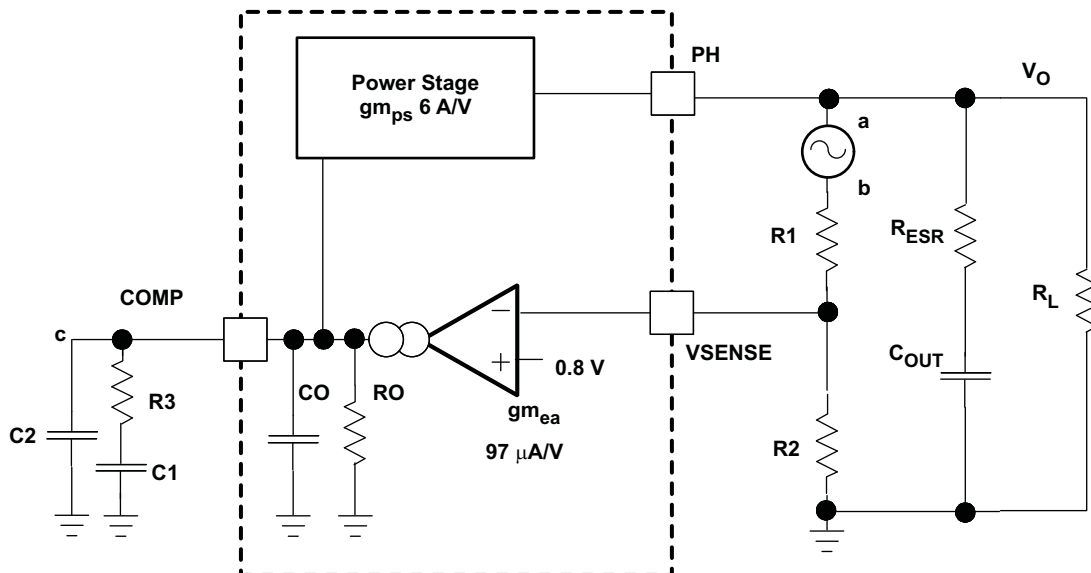 PH
Power Stage
gmps 6 A/V
VO
a
b
R1
RESR
RL
COMP
VSENSE
c
−
+
0.8 V
COUT
R3
CO
RO
gmea
C2
97 µA/V
R2
C1